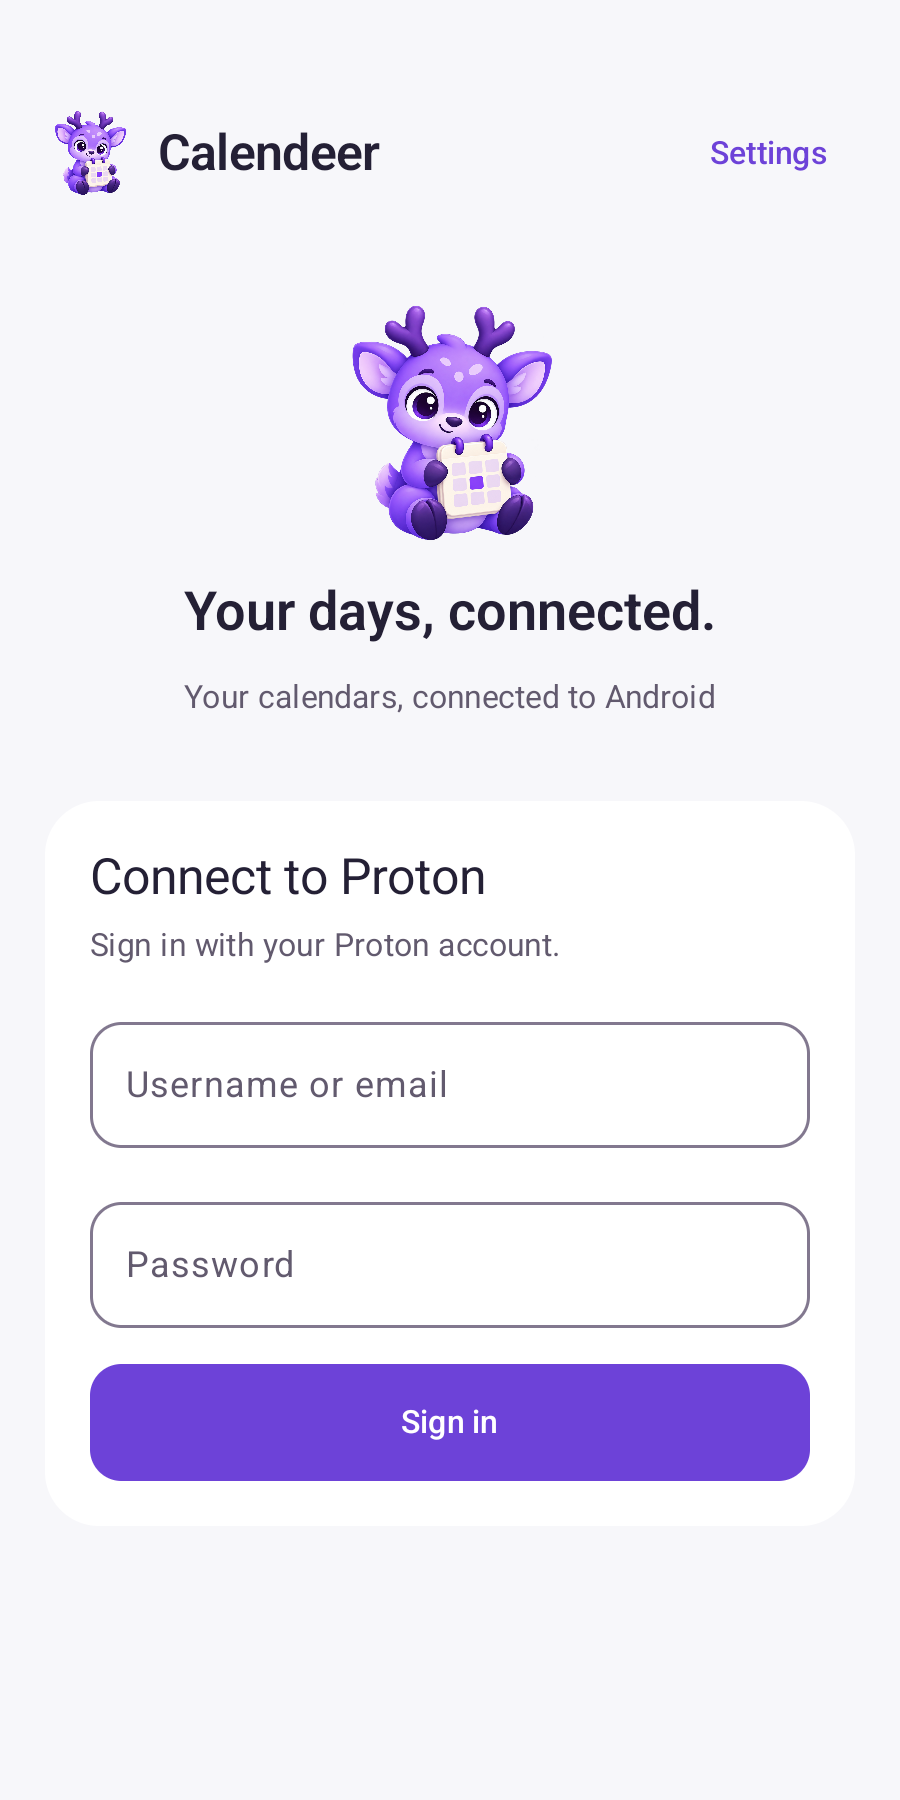 Calendeer
Settings
Your days, connected.
Your calendars, connected to Android
Connect to Proton
Sign in with your Proton account.
Username or email
Password
Sign in